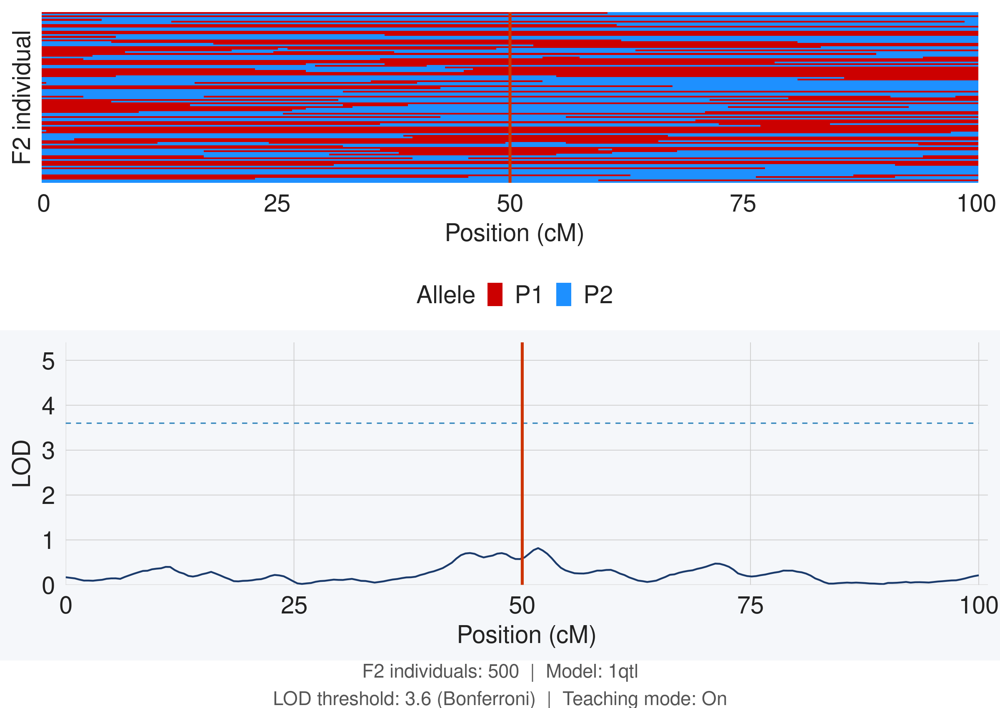 F2 individual
0 25 50 75 100
Position (cM)
Allele P1 P2
5
4
3
2
1
0
LOD
0 25 50 75 100
Position (cM)
F2 individuals: 500 | Model: 1qtl
LOD threshold: 3.6 (Bonferroni) | Teaching mode: On